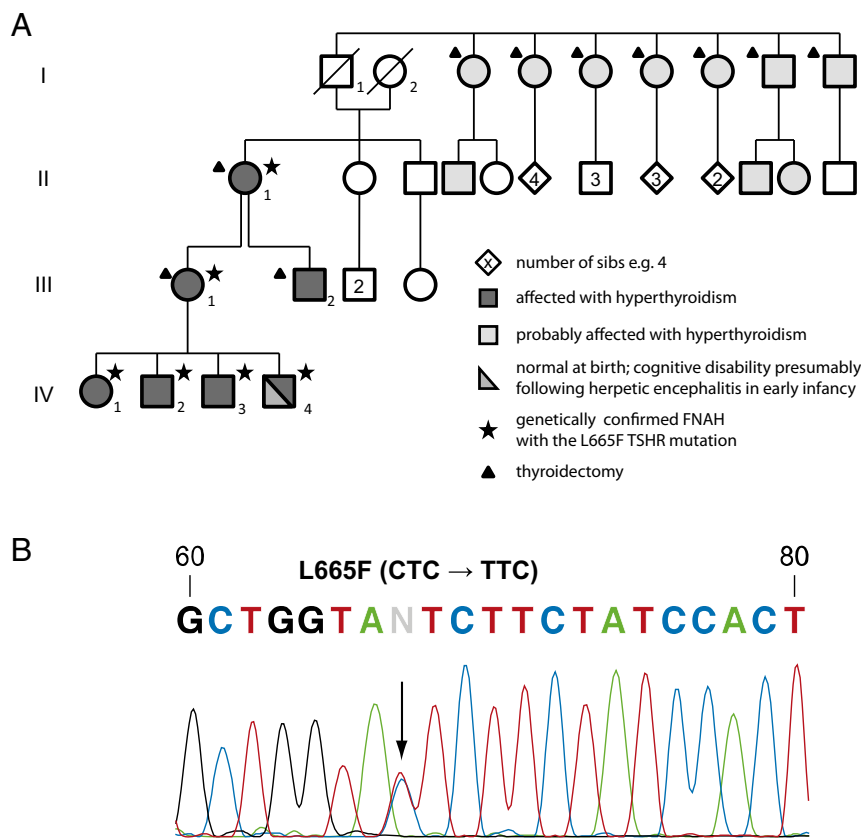 A
I
1
2
II
1
4
3
3
2
III
1
2
2
IV
1
2
3
4
x number of sibs e.g. 4
affected with hyperthyroidism
probably affected with hyperthyroidism
normal at birth; cognitive disability presumably
following herpetic encephalitis in early infancy
genetically confirmed FNAH
with the L665F TSHR mutation
thyroidectomy
B
60
80
L665F (CTC → TTC)
GCTGGTANTCTTCTATCCACT